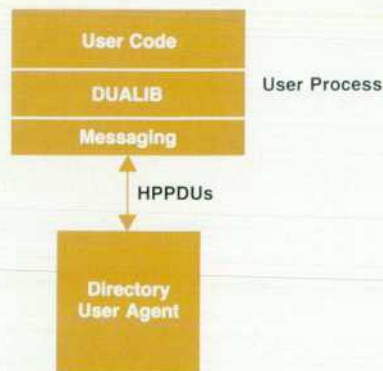 User Code
DUALIB
User Process
Messaging
HPPDUs
Directory
User Agent